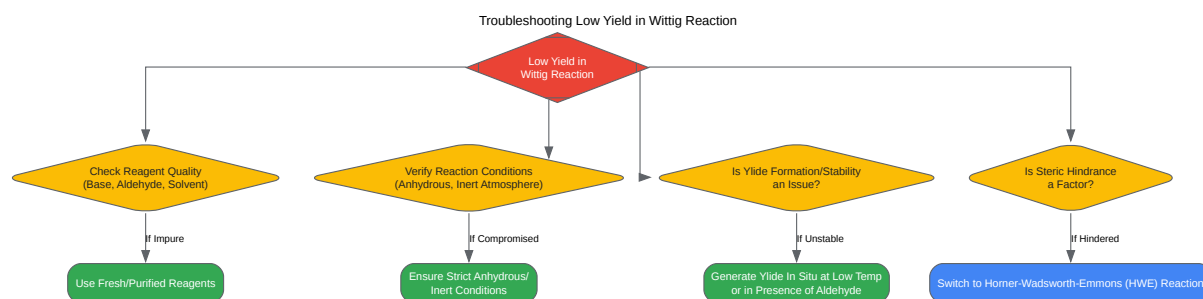 Troubleshooting Low Yield in Wittig Reaction
Low Yield in
Wittig Reaction
Check Reagent Quality
(Base, Aldehyde, Solvent)
Verify Reaction Conditions
(Anhydrous, Inert Atmosphere)
Is Ylide Formation/Stability
an Issue?
Is Steric Hindrance
a Factor?
If Impure
If Compromised
If Unstable
If Hindered
Use Fresh/Purified Reagents
Ensure Strict Anhydrous/
Inert Conditions
Generate Ylide In Situ at Low Temp
or in Presence of Aldehyde
Switch to Horner-Wadsworth-Emmons (HWE) Reaction